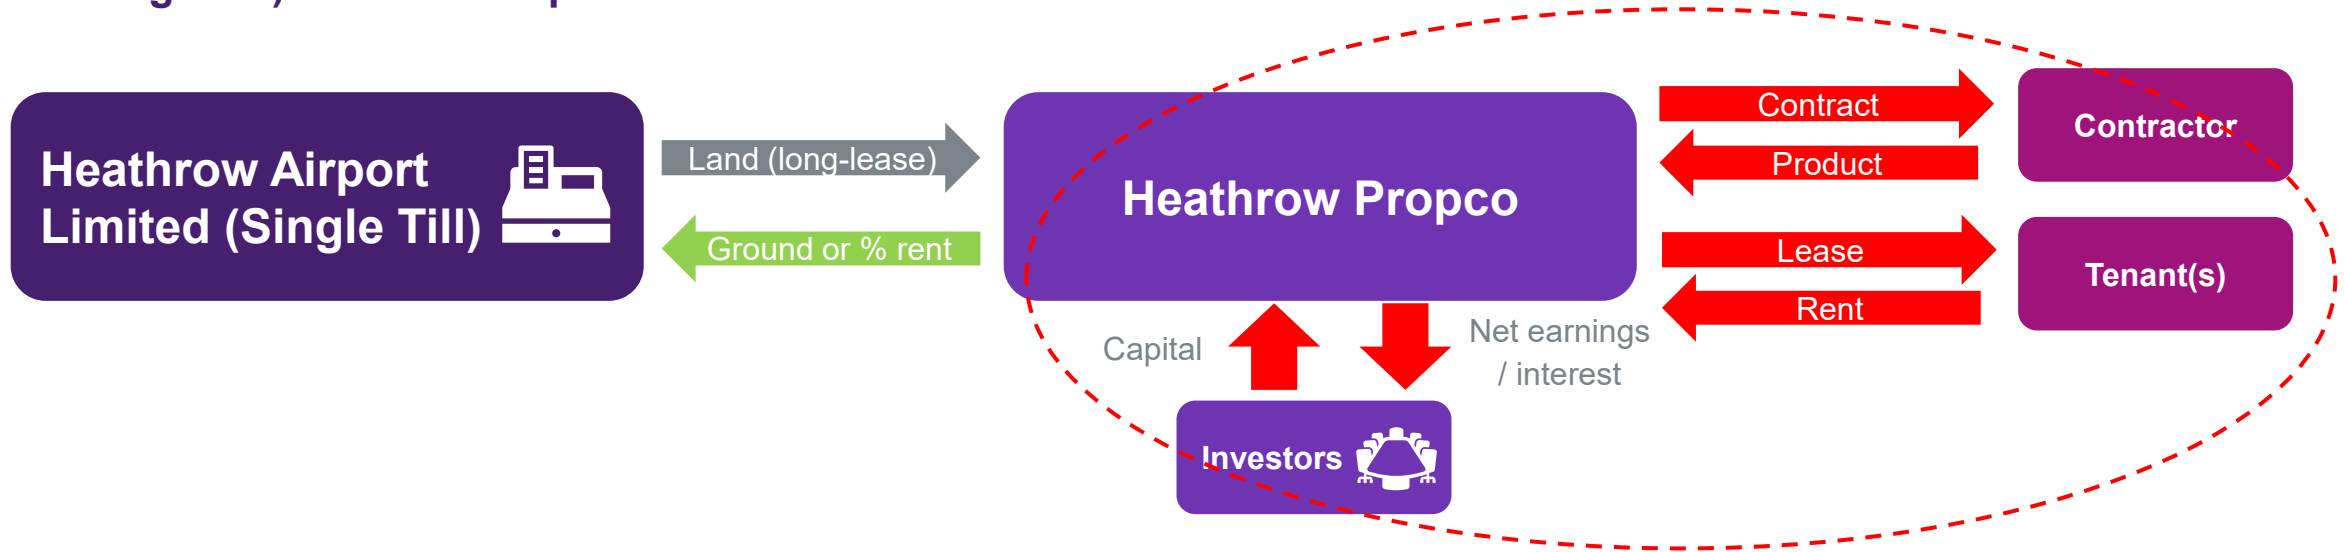 Heathrow Airport
Limited (Single Till)
Land (long-lease)
Ground or % rent
Heathrow Propco
Contract
Product
Lease
Rent
Contractor
Tenant(s)
Capital
Net earnings
/ interest
Investors